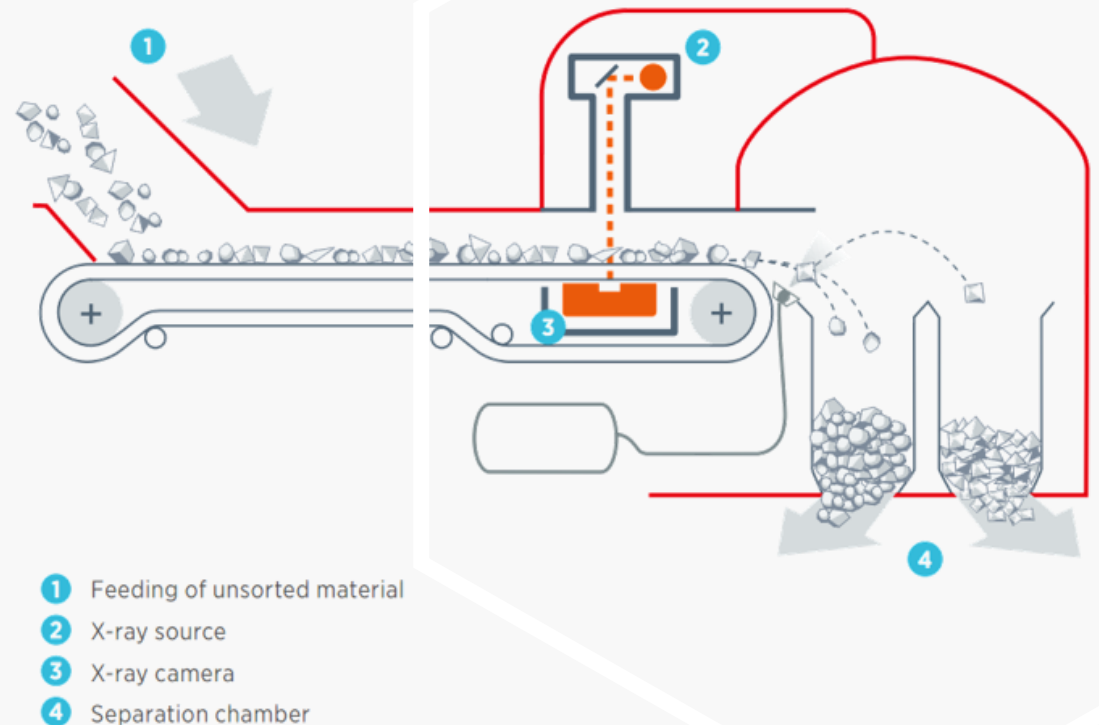 1
2
3
4
1 Feeding of unsorted material
2 X-ray source
3 X-ray camera
4 Separation chamber